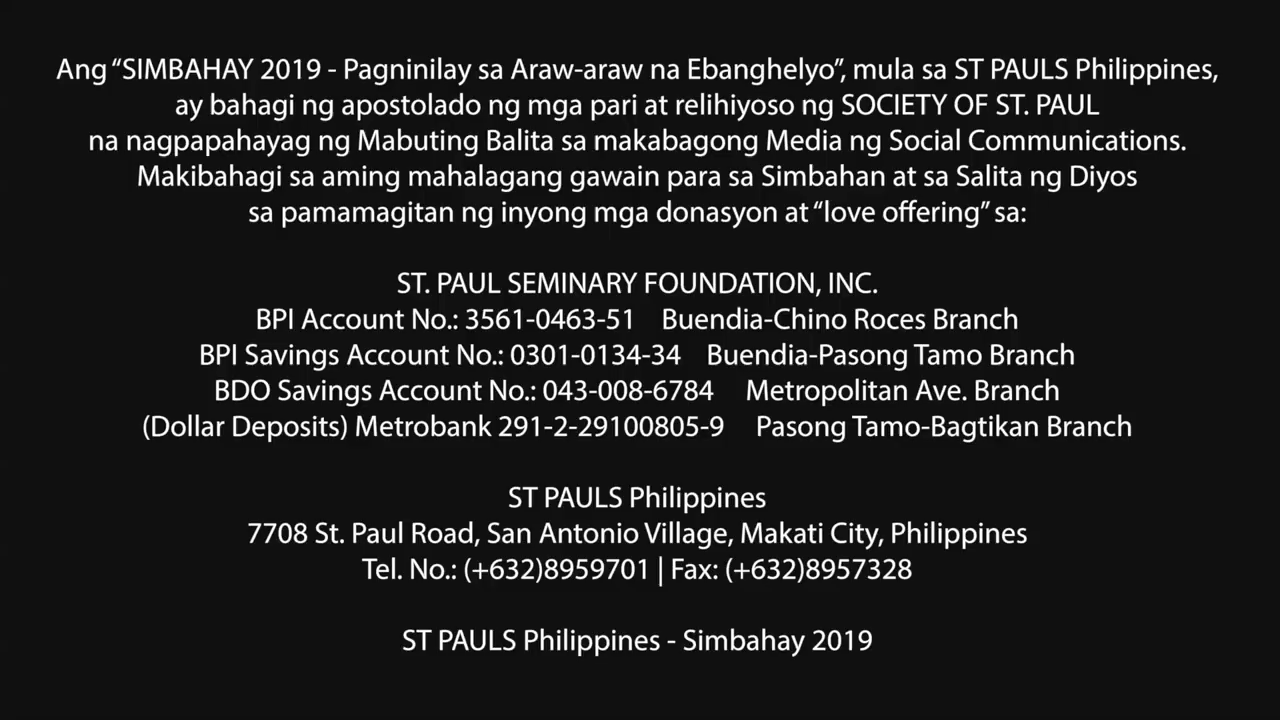 Ang “SIMBAHAY 2019 - Pagninilay sa Araw-araw na Ebanghelyo”, mula sa ST PAULS Philippines,
ay bahagi ng apostolado ng mga pari at relihiyoso ng SOCIETY OF ST. PAUL
na nagpapahayag ng Mabuting Balita sa makabagong Media ng Social Communications.
Makibahagi sa aming mahalagang gawain para sa Simbahan at sa Salita ng Diyos
sa pamamagitan ng inyong mga donasyon at “love offering” sa:
ST. PAUL SEMINARY FOUNDATION, INC.
BPI Account No.: 3561-0463-51 Buendia-Chino Roces Branch
BPI Savings Account No.: 0301-0134-34 Buendia-Pasong Tamo Branch
BDO Savings Account No.: 043-008-6784 Metropolitan Ave. Branch
(Dollar Deposits) Metrobank 291-2-29100805-9 Pasong Tamo-Bagtikan Branch
ST PAULS Philippines
7708 St. Paul Road, San Antonio Village, Makati City, Philippines
Tel. No.: (+632)8959701 | Fax: (+632)8957328
ST PAULS Philippines - Simbahay 2019